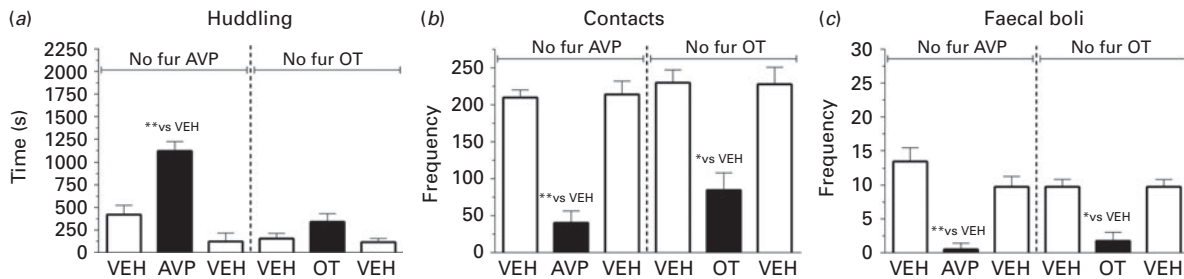 (a) Huddling
Time (s)
2250
2000
1750
1500
1250
1000
750
500
250
0
No fur AVP No fur OT
**vs VEH
VEH AVP VEH VEH OT VEH
(b) Contacts
Frequency
250
200
150
100
50
0
No fur AVP No fur OT
**vs VEH
*vs VEH
VEH AVP VEH VEH OT VEH
(c) Faecal boli
Frequency
30
25
20
15
10
5
0
No fur AVP No fur OT
**vs VEH
*vs VEH
VEH AVP VEH VEH OT VEH